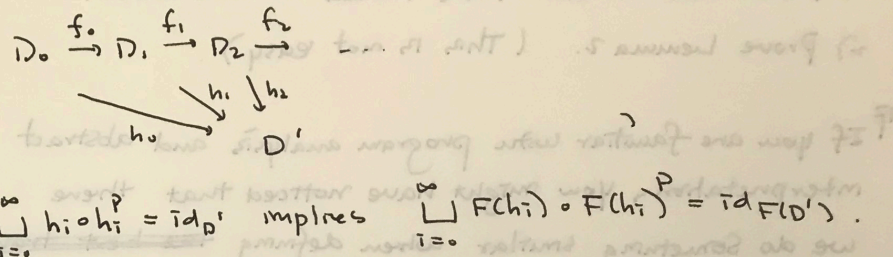 f₀ f₁ f₂
D₀ → D₁ → D₂ → ....
h₀ h₁ h₂
D'
∞ ⊔ i=0 hᵢ∘hᵢᵖ = id_D' implies ∞ ⊔ i=0 F(hᵢ)∘F(hᵢ)ᵖ = id_F(D').